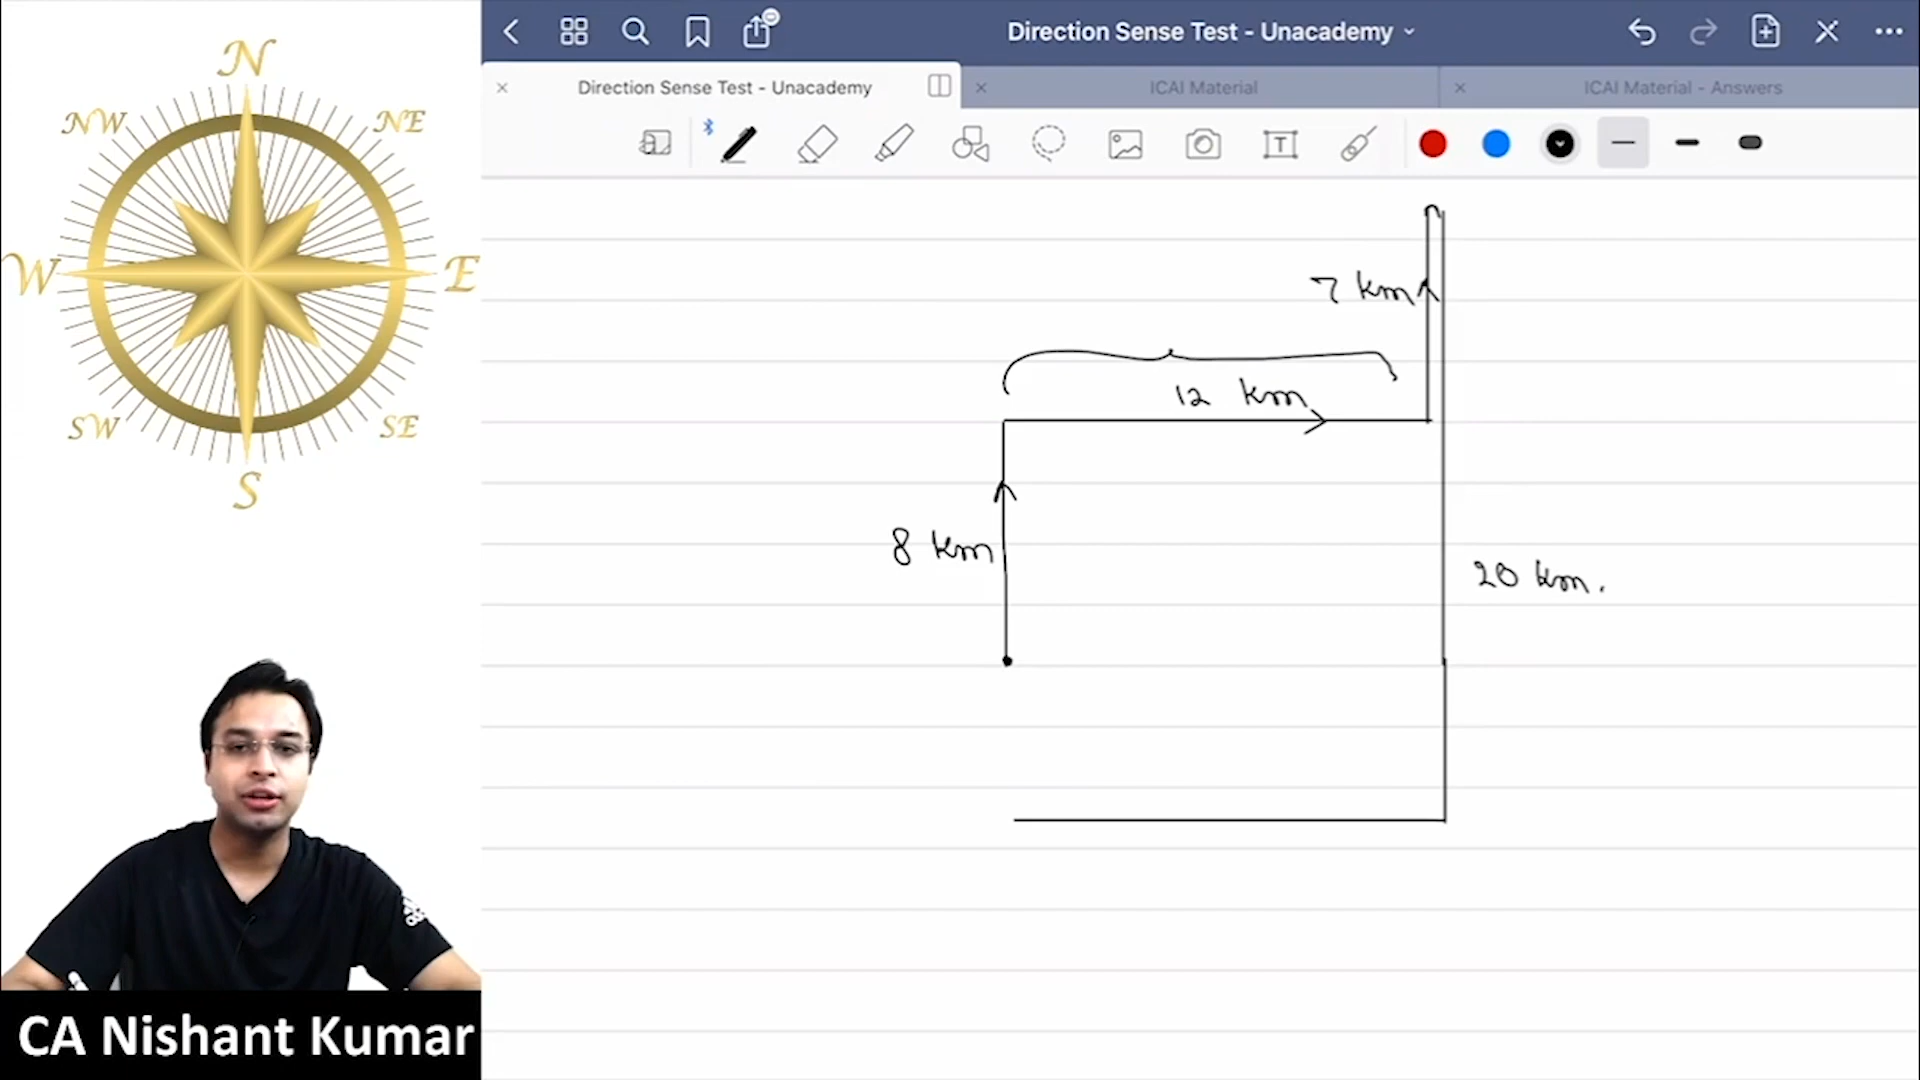 N
NW NE
W E
SW SE
S
Direction Sense Test - Unacademy
Direction Sense Test - Unacademy
ICAI Material
ICAI Material - Answers
T
7 km
12 km
8 km
20 km.
CA Nishant Kumar